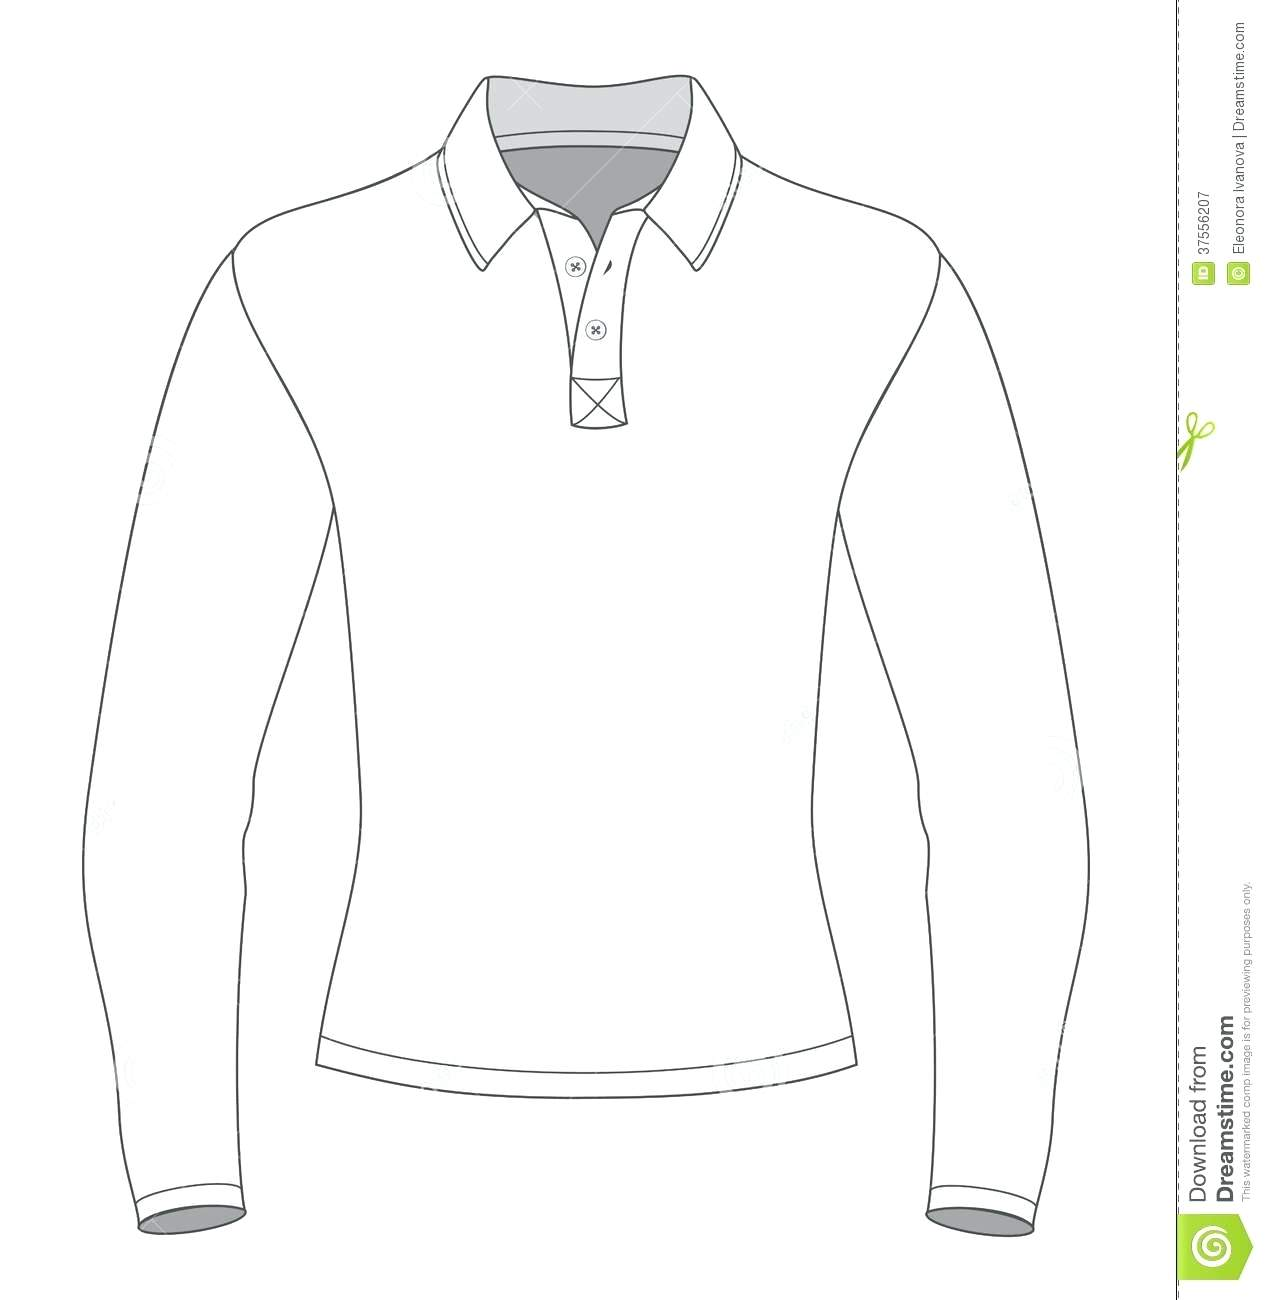 ID 37556207
© Eleonora Ivanova | Dreamstime.com
Download from
Dreamstime.com
This watermarked comp image is for previewing purposes only.